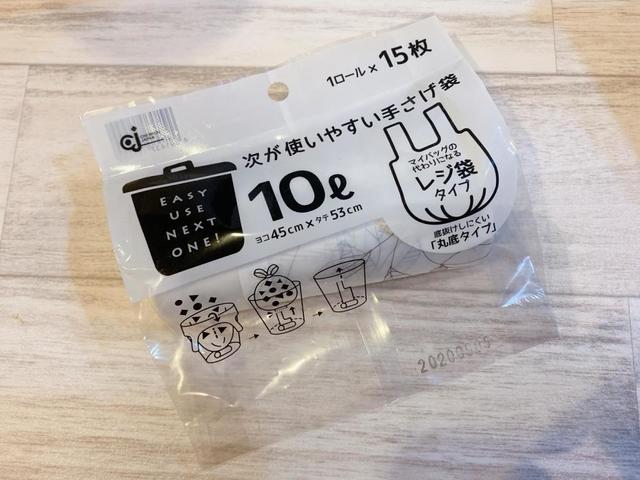 1ロール×15枚
次が使いやすい手さげ袋
EASY
USE
NEXT
ONE!
10ℓ
ヨコ45cm×タテ53cm
マイバッグの
代わりになる
レジ袋
タイプ
底抜けしにくい
「丸底タイプ」